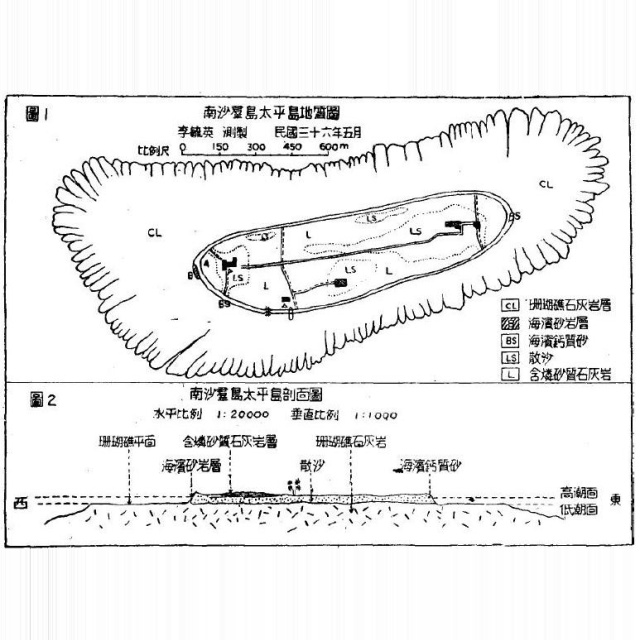 圖1
南沙羣島太平島地質圖
李毓英 測製 民國三十六年五月
比例尺 0 150 300 450 600m
CL
CL
LS
LS
LS
L
BS
A
LS
LS
L
L
B
BS
CL 珊瑚礁石灰岩層
海濱砂岩層
BS 海濱鈣質砂
LS 散沙
L 含燐砂質石灰岩
圖2
南沙羣島太平島剖面圖
水平比例 1:20000 垂直比例 1:1000
珊瑚礁平面 含燐砂質石灰岩層 珊瑚礁石灰岩
海濱砂岩層 散沙 海濱鈣質砂
西 高潮面 東
低潮面